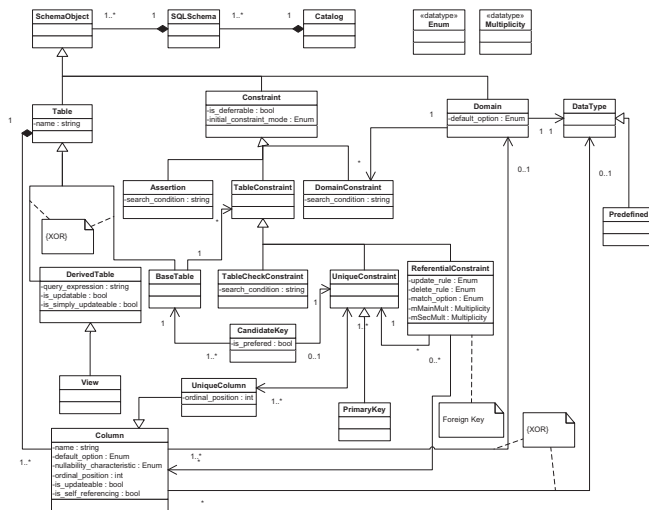 SchemaObject
1..*
1
SQLSchema
1..*
1
Catalog
«datatype»
Enum
«datatype»
Multiplicity
1
Table
-name : string
Constraint
-is_deferrable : bool
-initial_constraint_mode : Enum
1
Domain
-default_option : Enum
1 1
DataType
*
0..1
0..1
Assertion
-search_condition : string
TableConstraint
DomainConstraint
-search_condition : string
Predefined
{XOR}
*
1
DerivedTable
-query_expression : string
-is_updatable : bool
-is_simply_updateable : bool
BaseTable
TableCheckConstraint
-search_condition : string
UniqueConstraint
ReferentialConstraint
-update_rule : Enum
-delete_rule : Enum
-match_option : Enum
-mMainMult : Multiplicity
-mSecMult : Multiplicity
1
1
1
1..*
CandidateKey
-is_prefered : bool
1..*
0..1
*
0..*
View
UniqueColumn
-ordinal_position : int
1..*
PrimaryKey
Foreign Key
{XOR}
Column
-name : string
-default_option : Enum
-nullability_characteristic : Enum
-ordinal_position : int
-is_updateable : bool
-is_self_referencing : bool
1..*
1..*
*
*